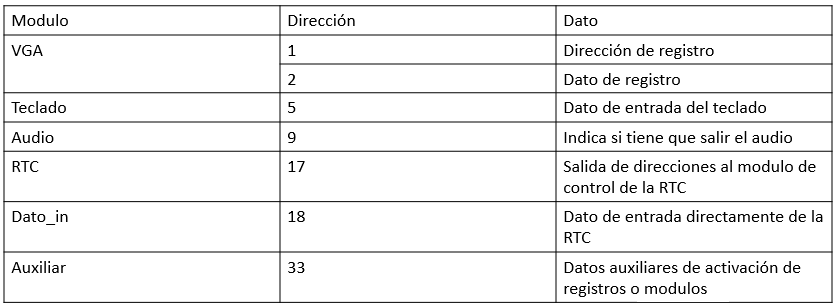 Modulo Dirección Dato
VGA 1 Dirección de registro
2 Dato de registro
Teclado 5 Dato de entrada del teclado
Audio 9 Indica si tiene que salir el audio
RTC 17 Salida de direcciones al modulo de
control de la RTC
Dato_in 18 Dato de entrada directamente de la
RTC
Auxiliar 33 Datos auxiliares de activación de
registros o modulos